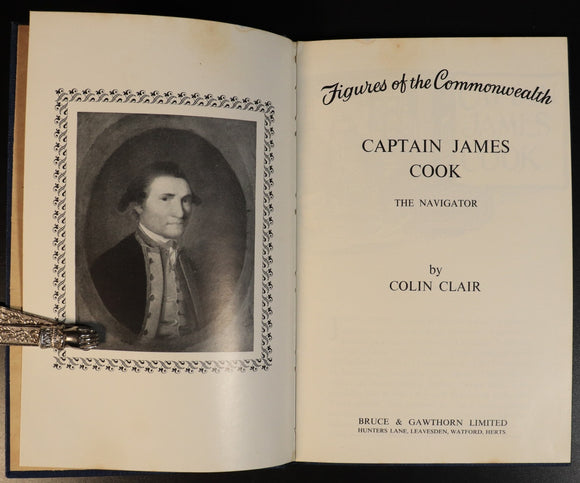 Figures of the Commonwealth
CAPTAIN JAMES
COOK
THE NAVIGATOR
by
COLIN CLAIR
BRUCE & GAWTHORN LIMITED
HUNTERS LANE, LEAVESDEN, WATFORD, HERTS.